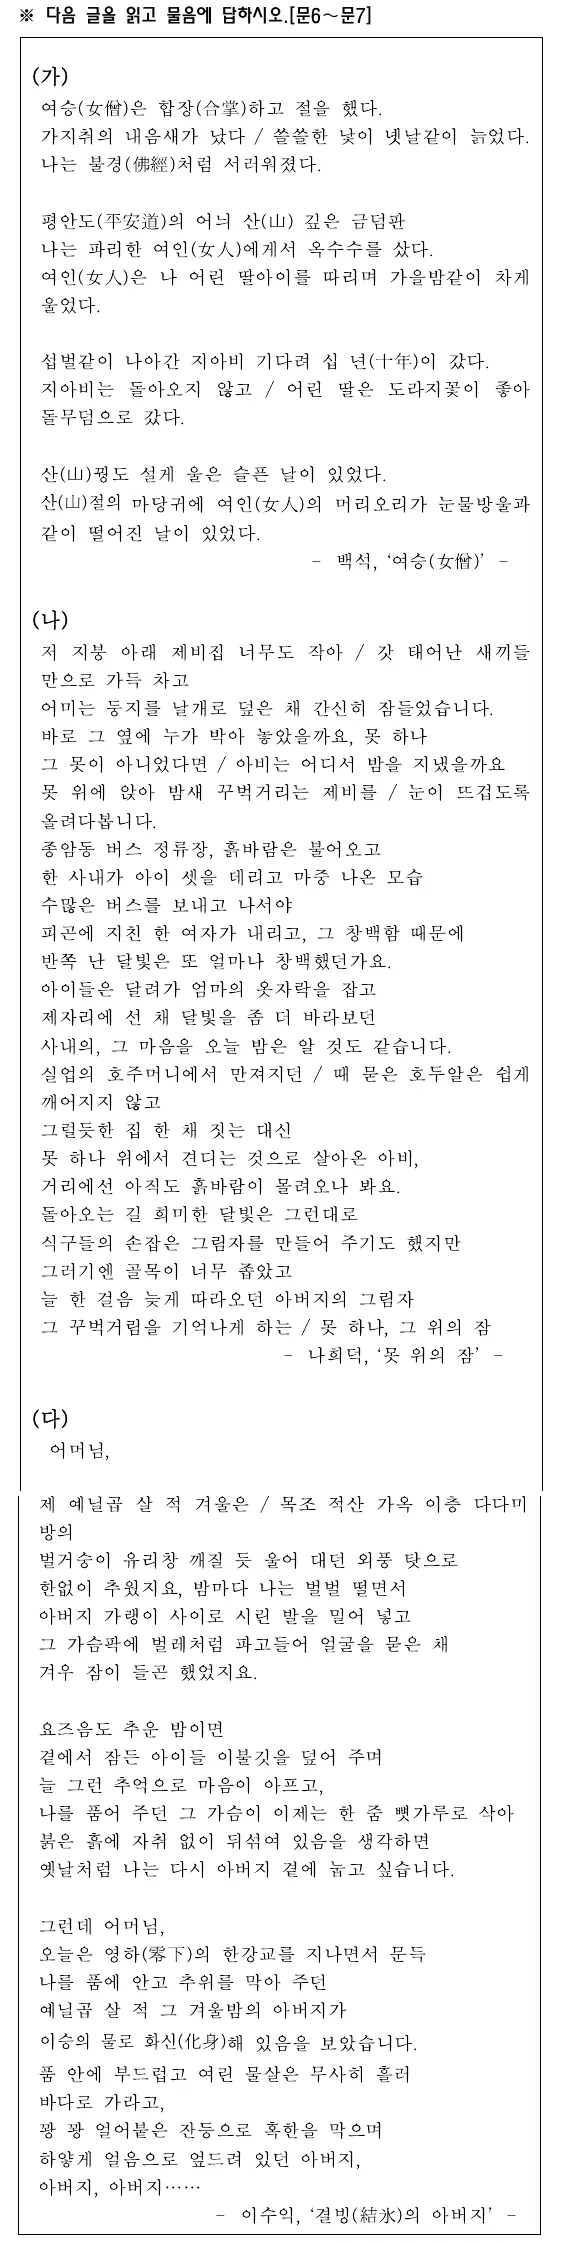 ※ 다음 글을 읽고 물음에 답하시오.[문6～문7]
(가)
여승(女僧)은 합장(合掌)하고 절을 했다.
가지취의 내음새가 났다 / 쓸쓸한 낯이 녯날같이 늙었다.
나는 불경(佛經)처럼 서러워졌다.
평안도(平安道)의 어늬 산(山) 깊은 금덤판
나는 파리한 여인(女人)에게서 옥수수를 샀다.
여인(女人)은 나 어린 딸아이를 따리며 가을밤같이 차게
울었다.
섭벌같이 나아간 지아비 기다려 십 년(十年)이 갔다.
지아비는 돌아오지 않고 / 어린 딸은 도라지꽃이 좋아
돌무덤으로 갔다.
산(山)꿩도 설게 울은 슬픈 날이 있었다.
산(山)절의 마당귀에 여인(女人)의 머리오리가 눈물방울과
같이 떨어진 날이 있었다.
- 백석, ‘여승(女僧)’ -
(나)
저 지붕 아래 제비집 너무도 작아 / 갓 태어난 새끼들
만으로 가득 차고
어미는 둥지를 날개로 덮은 채 간신히 잠들었습니다.
바로 그 옆에 누가 박아 놓았을까요, 못 하나
그 못이 아니었다면 / 아비는 어디서 밤을 지냈을까요
못 위에 앉아 밤새 꾸벅거리는 제비를 / 눈이 뜨겁도록
올려다봅니다.
종암동 버스 정류장, 흙바람은 불어오고
한 사내가 아이 셋을 데리고 마중 나온 모습
수많은 버스를 보내고 나서야
피곤에 지친 한 여자가 내리고, 그 창백함 때문에
반쪽 난 달빛은 또 얼마나 창백했던가요.
아이들은 달려가 엄마의 옷자락을 잡고
제자리에 선 채 달빛을 좀 더 바라보던
사내의, 그 마음을 오늘 밤은 알 것도 같습니다.
실업의 호주머니에서 만져지던 / 때 묻은 호두알은 쉽게
깨어지지 않고
그럴듯한 집 한 채 짓는 대신
못 하나 위에서 견디는 것으로 살아온 아비,
거리에선 아직도 흙바람이 몰려오나 봐요.
돌아오는 길 희미한 달빛은 그런대로
식구들의 손잡은 그림자를 만들어 주기도 했지만
그러기엔 골목이 너무 좁았고
늘 한 걸음 늦게 따라오던 아버지의 그림자
그 꾸벅거림을 기억나게 하는 / 못 하나, 그 위의 잠
- 나희덕, ‘못 위의 잠’ -
(다)
어머님,
제 예닐곱 살 적 겨울은 / 목조 적산 가옥 이층 다다미
방의
벌거숭이 유리창 깨질 듯 울어 대던 외풍 탓으로
한없이 추웠지요, 밤마다 나는 벌벌 떨면서
아버지 가랭이 사이로 시린 발을 밀어 넣고
그 가슴팍에 벌레처럼 파고들어 얼굴을 묻은 채
겨우 잠이 들곤 했었지요.
요즈음도 추운 밤이면
곁에서 잠든 아이들 이불깃을 덮어 주며
늘 그런 추억으로 마음이 아프고,
나를 품어 주던 그 가슴이 이제는 한 줌 뼛가루로 삭아
붉은 흙에 자취 없이 뒤섞여 있음을 생각하면
옛날처럼 나는 다시 아버지 곁에 눕고 싶습니다.
그런데 어머님,
오늘은 영하(零下)의 한강교를 지나면서 문득
나를 품에 안고 추위를 막아 주던
예닐곱 살 적 그 겨울밤의 아버지가
이승의 물로 화신(化身)해 있음을 보았습니다.
품 안에 부드럽고 여린 물살은 무사히 흘러
바다로 가라고,
꽝 꽝 얼어붙은 잔등으로 혹한을 막으며
하얗게 얼음으로 엎드려 있던 아버지,
아버지, 아버지……
- 이수익, ‘결빙(結氷)의 아버지’ -